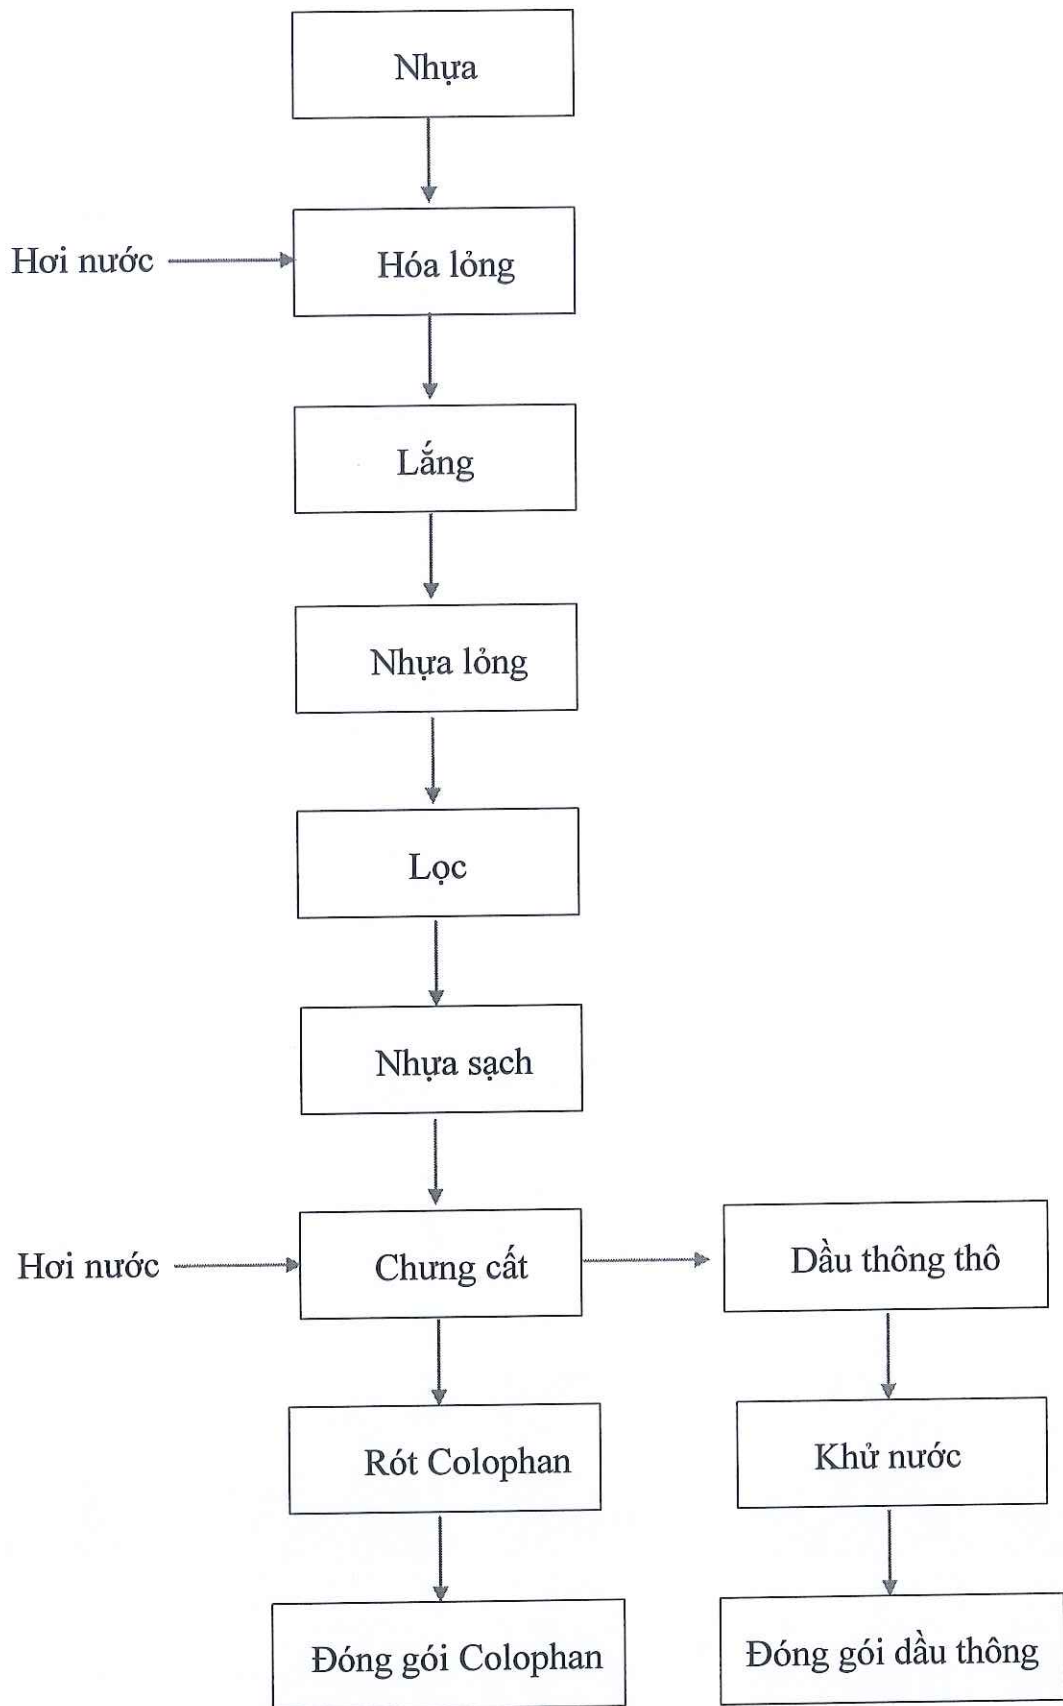 Nhựa
Hơi nước
Hóa lỏng
Lắng
Nhựa lỏng
Lọc
Nhựa sạch
Hơi nước
Chưng cất
Dầu thông thô
Rót Colophan
Khử nước
Đóng gói Colophan
Đóng gói dầu thông